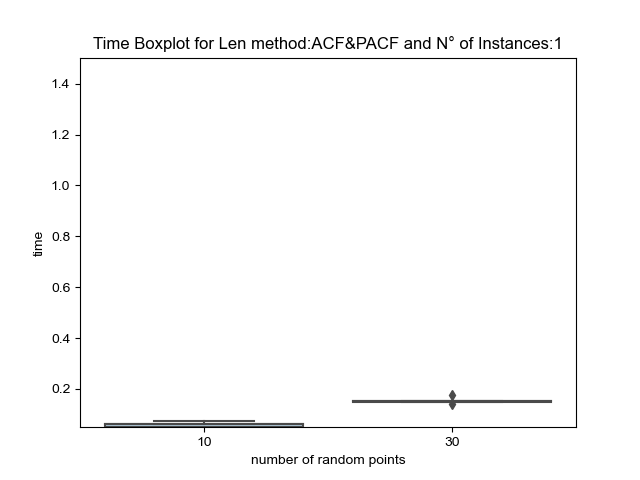 Time Boxplot for Len method:ACF&PACF and N° of Instances:1
1.4
1.2
1.0
0.8
0.6
0.4
0.2
time
10 30
number of random points